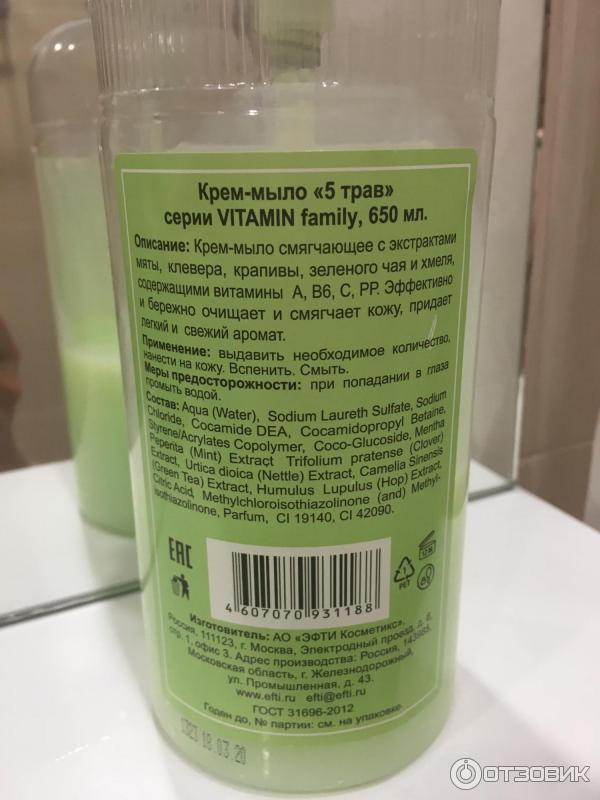 Крем-мыло «5 трав»
серии VITAMIN family, 650 мл.
Описание: Крем-мыло смягчающее с экстрактами
мяты, клевера, крапивы, зеленого чая и хмеля,
содержащими витамины А, В6, С, РР. Эффективно
и бережно очищает и смягчает кожу, придает
легкий и свежий аромат.
Применение: выдавить необходимое количество,
нанести на кожу. Вспенить. Смыть.
Меры предосторожности: при попадании в глаза
промыть водой.
Состав: Aqua (Water), Sodium Laureth Sulfate, Sodium
Chloride, Cocamide DEA, Cocamidopropyl Betaine,
Styrene/Acrylates Copolymer, Coco-Glucoside, Mentha
Peperita (Mint) Extract Trifolium pratense (Clover)
Extract, Urtica dioica (Nettle) Extract, Camelia Sinensis
(Green Tea) Extract, Humulus Lupulus (Hop) Extract,
Citric Acid, Methylchloroisothiazolinone (and) Methyl-
isothiazolinone, Parfum, CI 19140, CI 42090.
EAC
4 607070 931188
1
PET
12 M
Изготовитель: АО «ЭФТИ Косметикс».
Россия, 111123, г. Москва, Электродный проезд, д. 6,
стр. 1, офис 3. Адрес производства: Россия, 143985,
Московская область, г. Железнодорожный,
ул. Промышленная, д. 43.
www.efti.ru efti@efti.ru
ГОСТ 31696-2012
Годен до, № партии: см. на упаковке.
1323 18.03.20
ОТЗОВИК